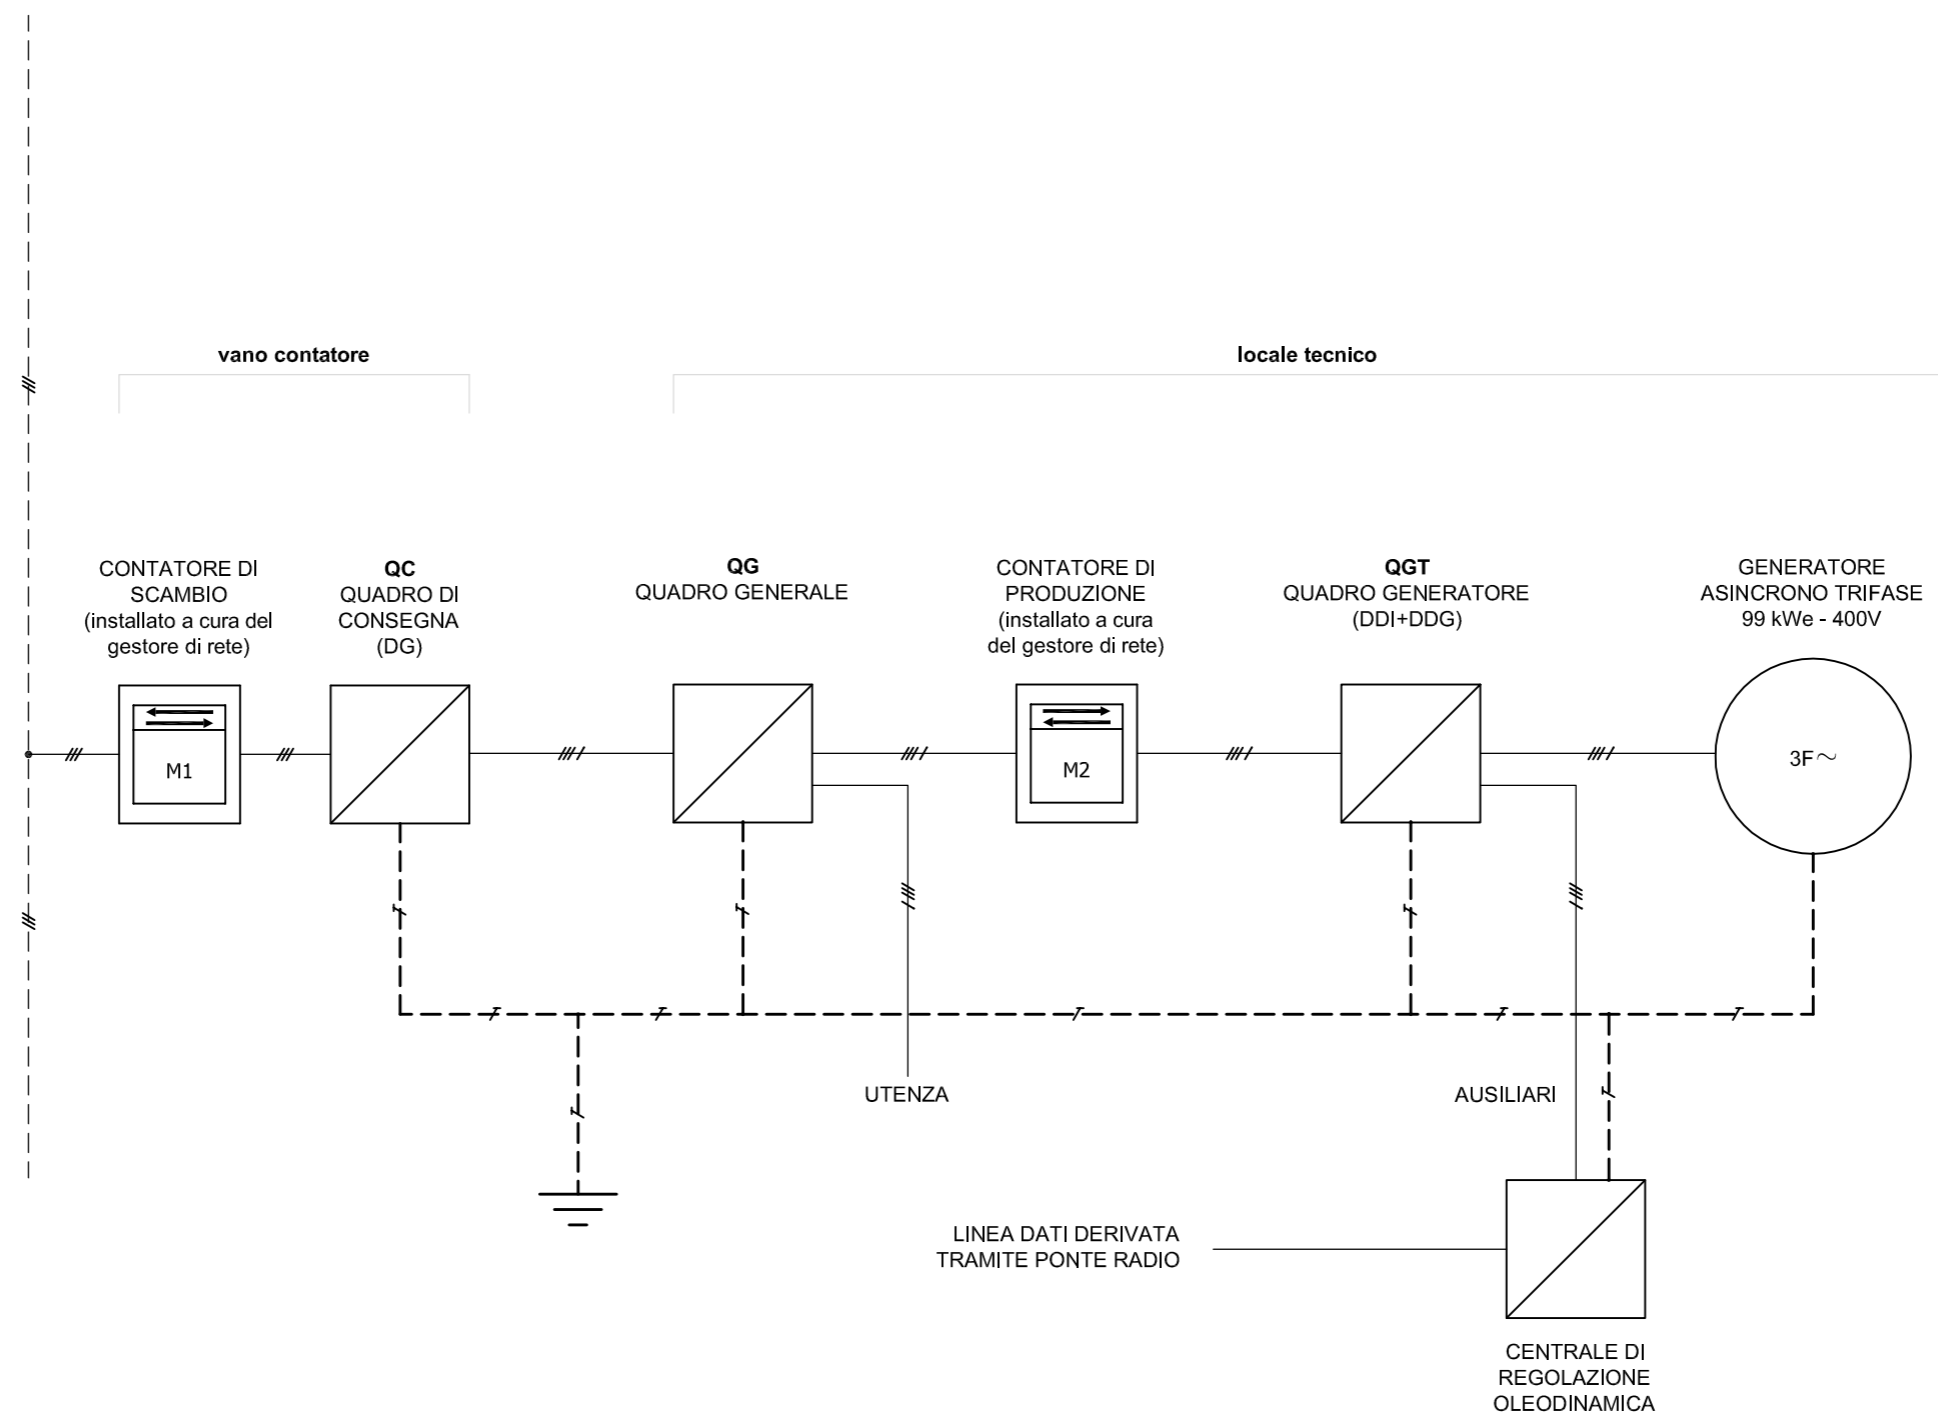 vano contatore
locale tecnico
CONTATORE DI
SCAMBIO
(installato a cura del
gestore di rete)
QC
QUADRO DI
CONSEGNA
(DG)
QG
QUADRO GENERALE
CONTATORE DI
PRODUZIONE
(installato a cura
del gestore di rete)
QGT
QUADRO GENERATORE
(DDI+DDG)
GENERATORE
ASINCRONO TRIFASE
99 kWe - 400V
M1
M2
3F~
UTENZA
AUSILIARI
LINEA DATI DERIVATA
TRAMITE PONTE RADIO
CENTRALE DI
REGOLAZIONE
OLEODINAMICA